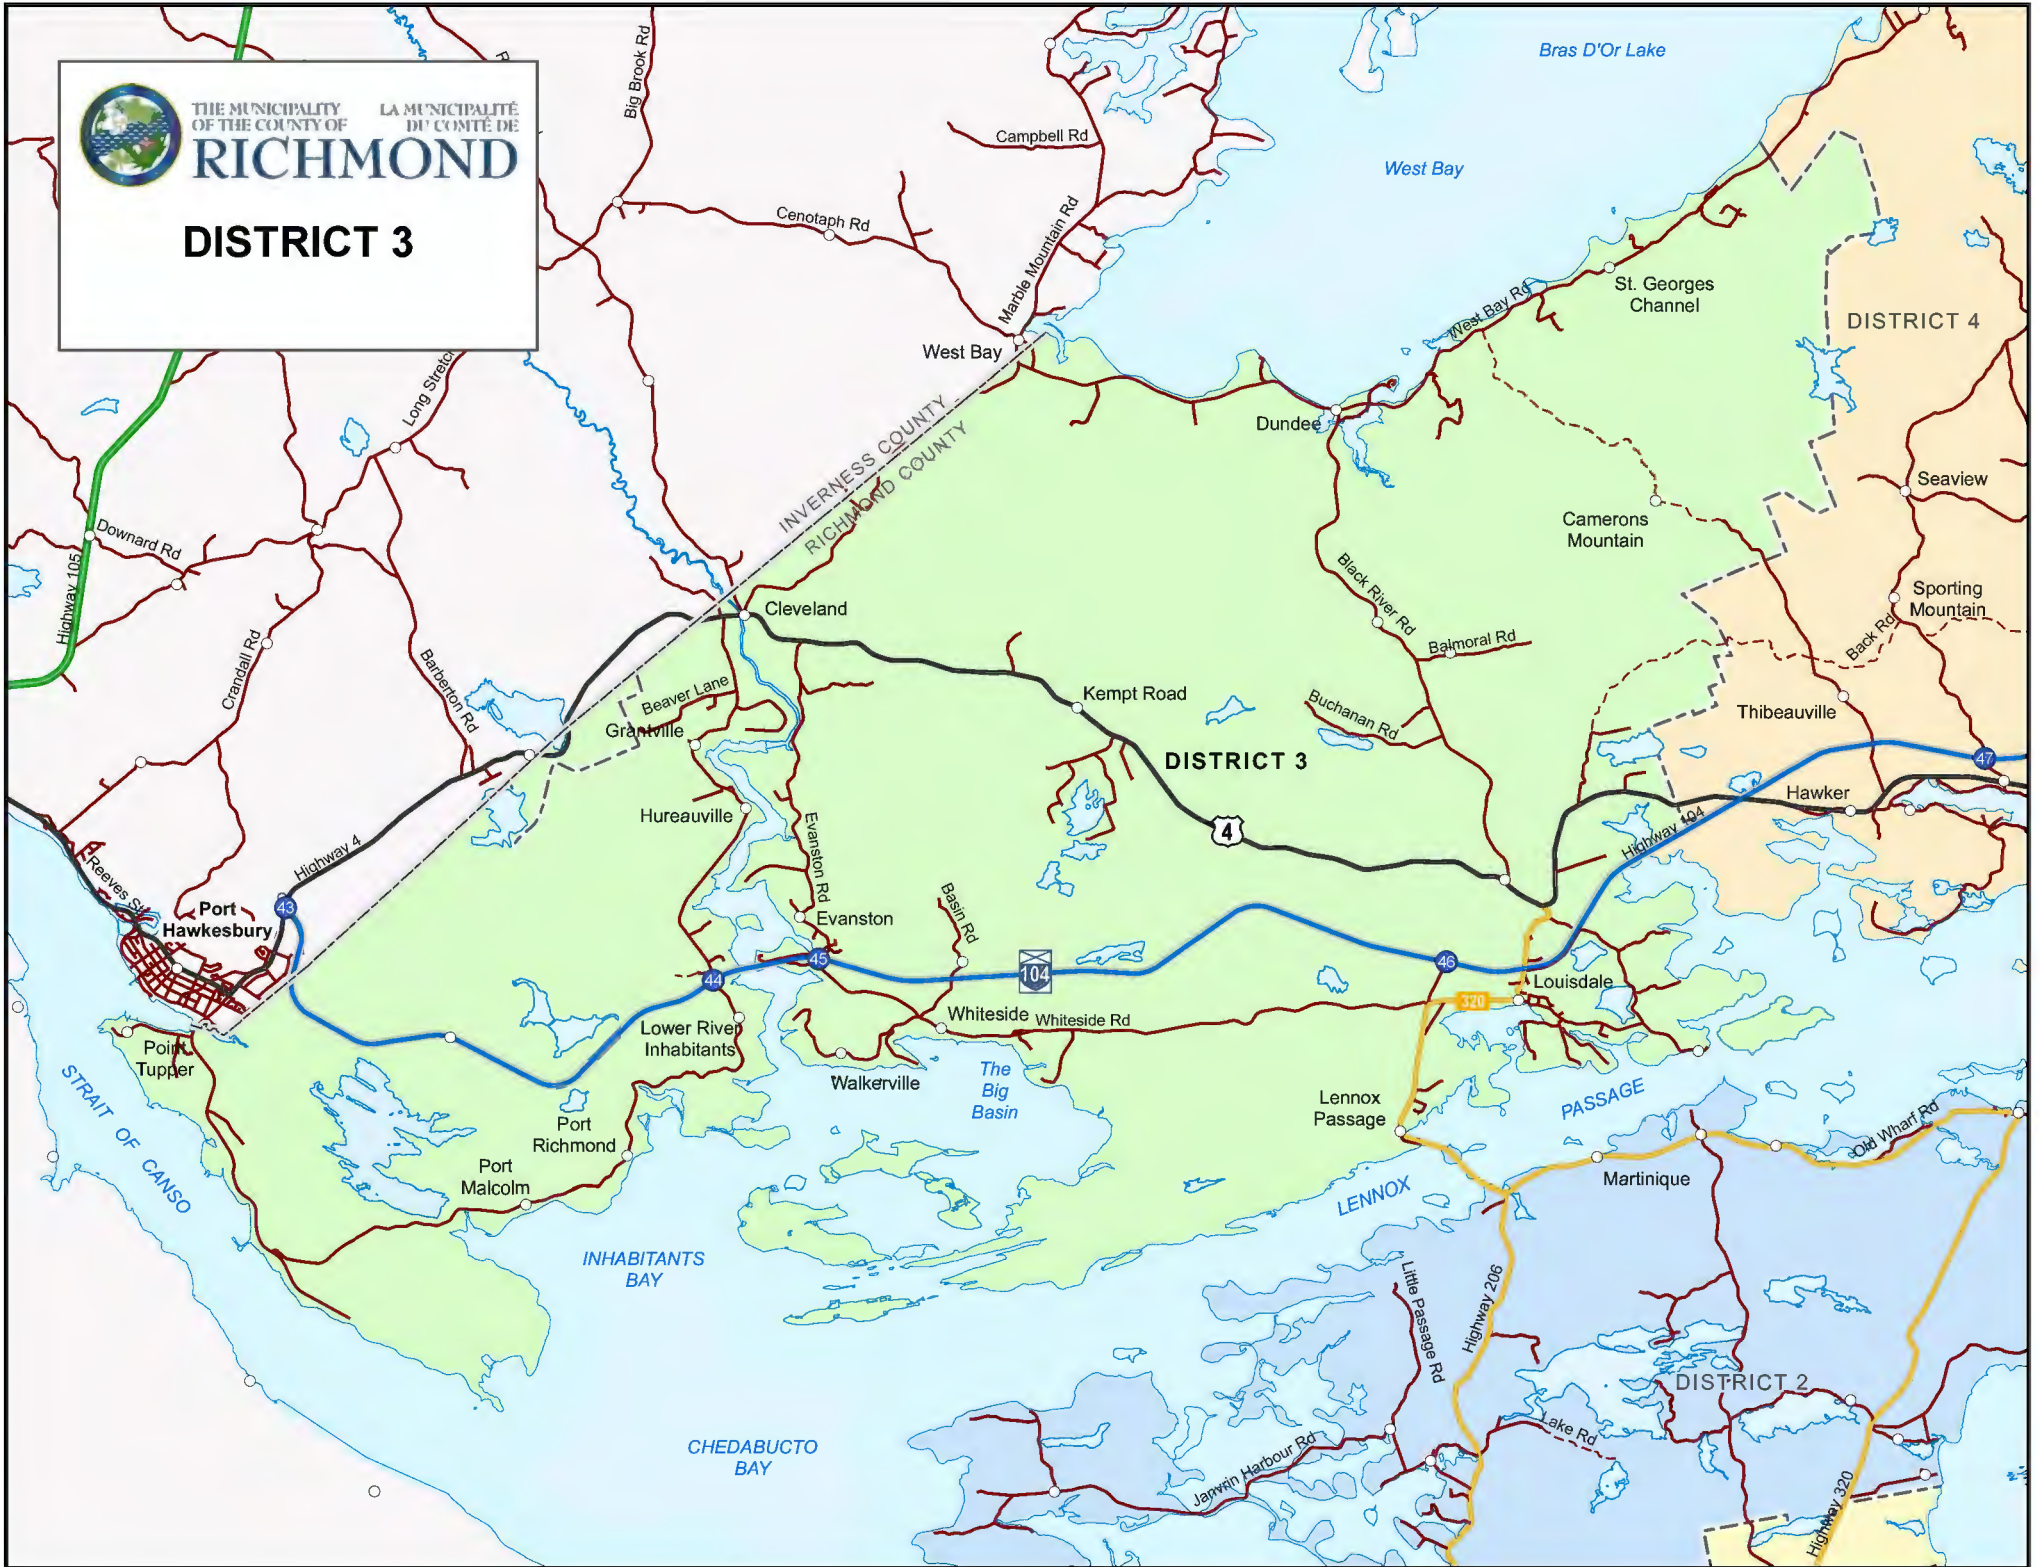 THE MUNICIPALITY
OF THE COUNTY OF
LA MUNICIPALITÉ
DU COMTÉ DE
RICHMOND
DISTRICT 3
Big Brook Rd
Campbell Rd
Cenotaph Rd
Marble Mountain Rd
Bras D'Or Lake
West Bay
West Bay
West Bay Rd
St. Georges
Channel
DISTRICT 4
Dundee
INVERNESS COUNTY
RICHMOND COUNTY
Camerons
Mountain
Seaview
Sporting
Mountain
Back Rd
Downard Rd
Highway 105
Crandall Rd
Barberton Rd
Cleveland
Black River Rd
Balmoral Rd
Beaver Lane
Grantville
Kempt Road
Buchanan Rd
Thibeauville
DISTRICT 3
47
Hureauville
Hawker
Evanston Rd
4
Highway 104
Highway 4
Reeves St
Port
Hawkesbury
43
Basin Rd
Evanston
45
44
104
46
Louisdale
320
Whiteside
Whiteside Rd
Lower River
Inhabitants
Point
Tupper
Walkerville
The
Big
Basin
STRAIT OF CANSO
Lennox
Passage
PASSAGE
Port
Richmond
Port
Malcolm
Old Wharf Rd
Martinique
LENNOX
INHABITANTS
BAY
Little Passage Rd
Highway 206
DISTRICT 2
CHEDABUCTO
BAY
Lake Rd
Janvrin Harbour Rd
Highway 320